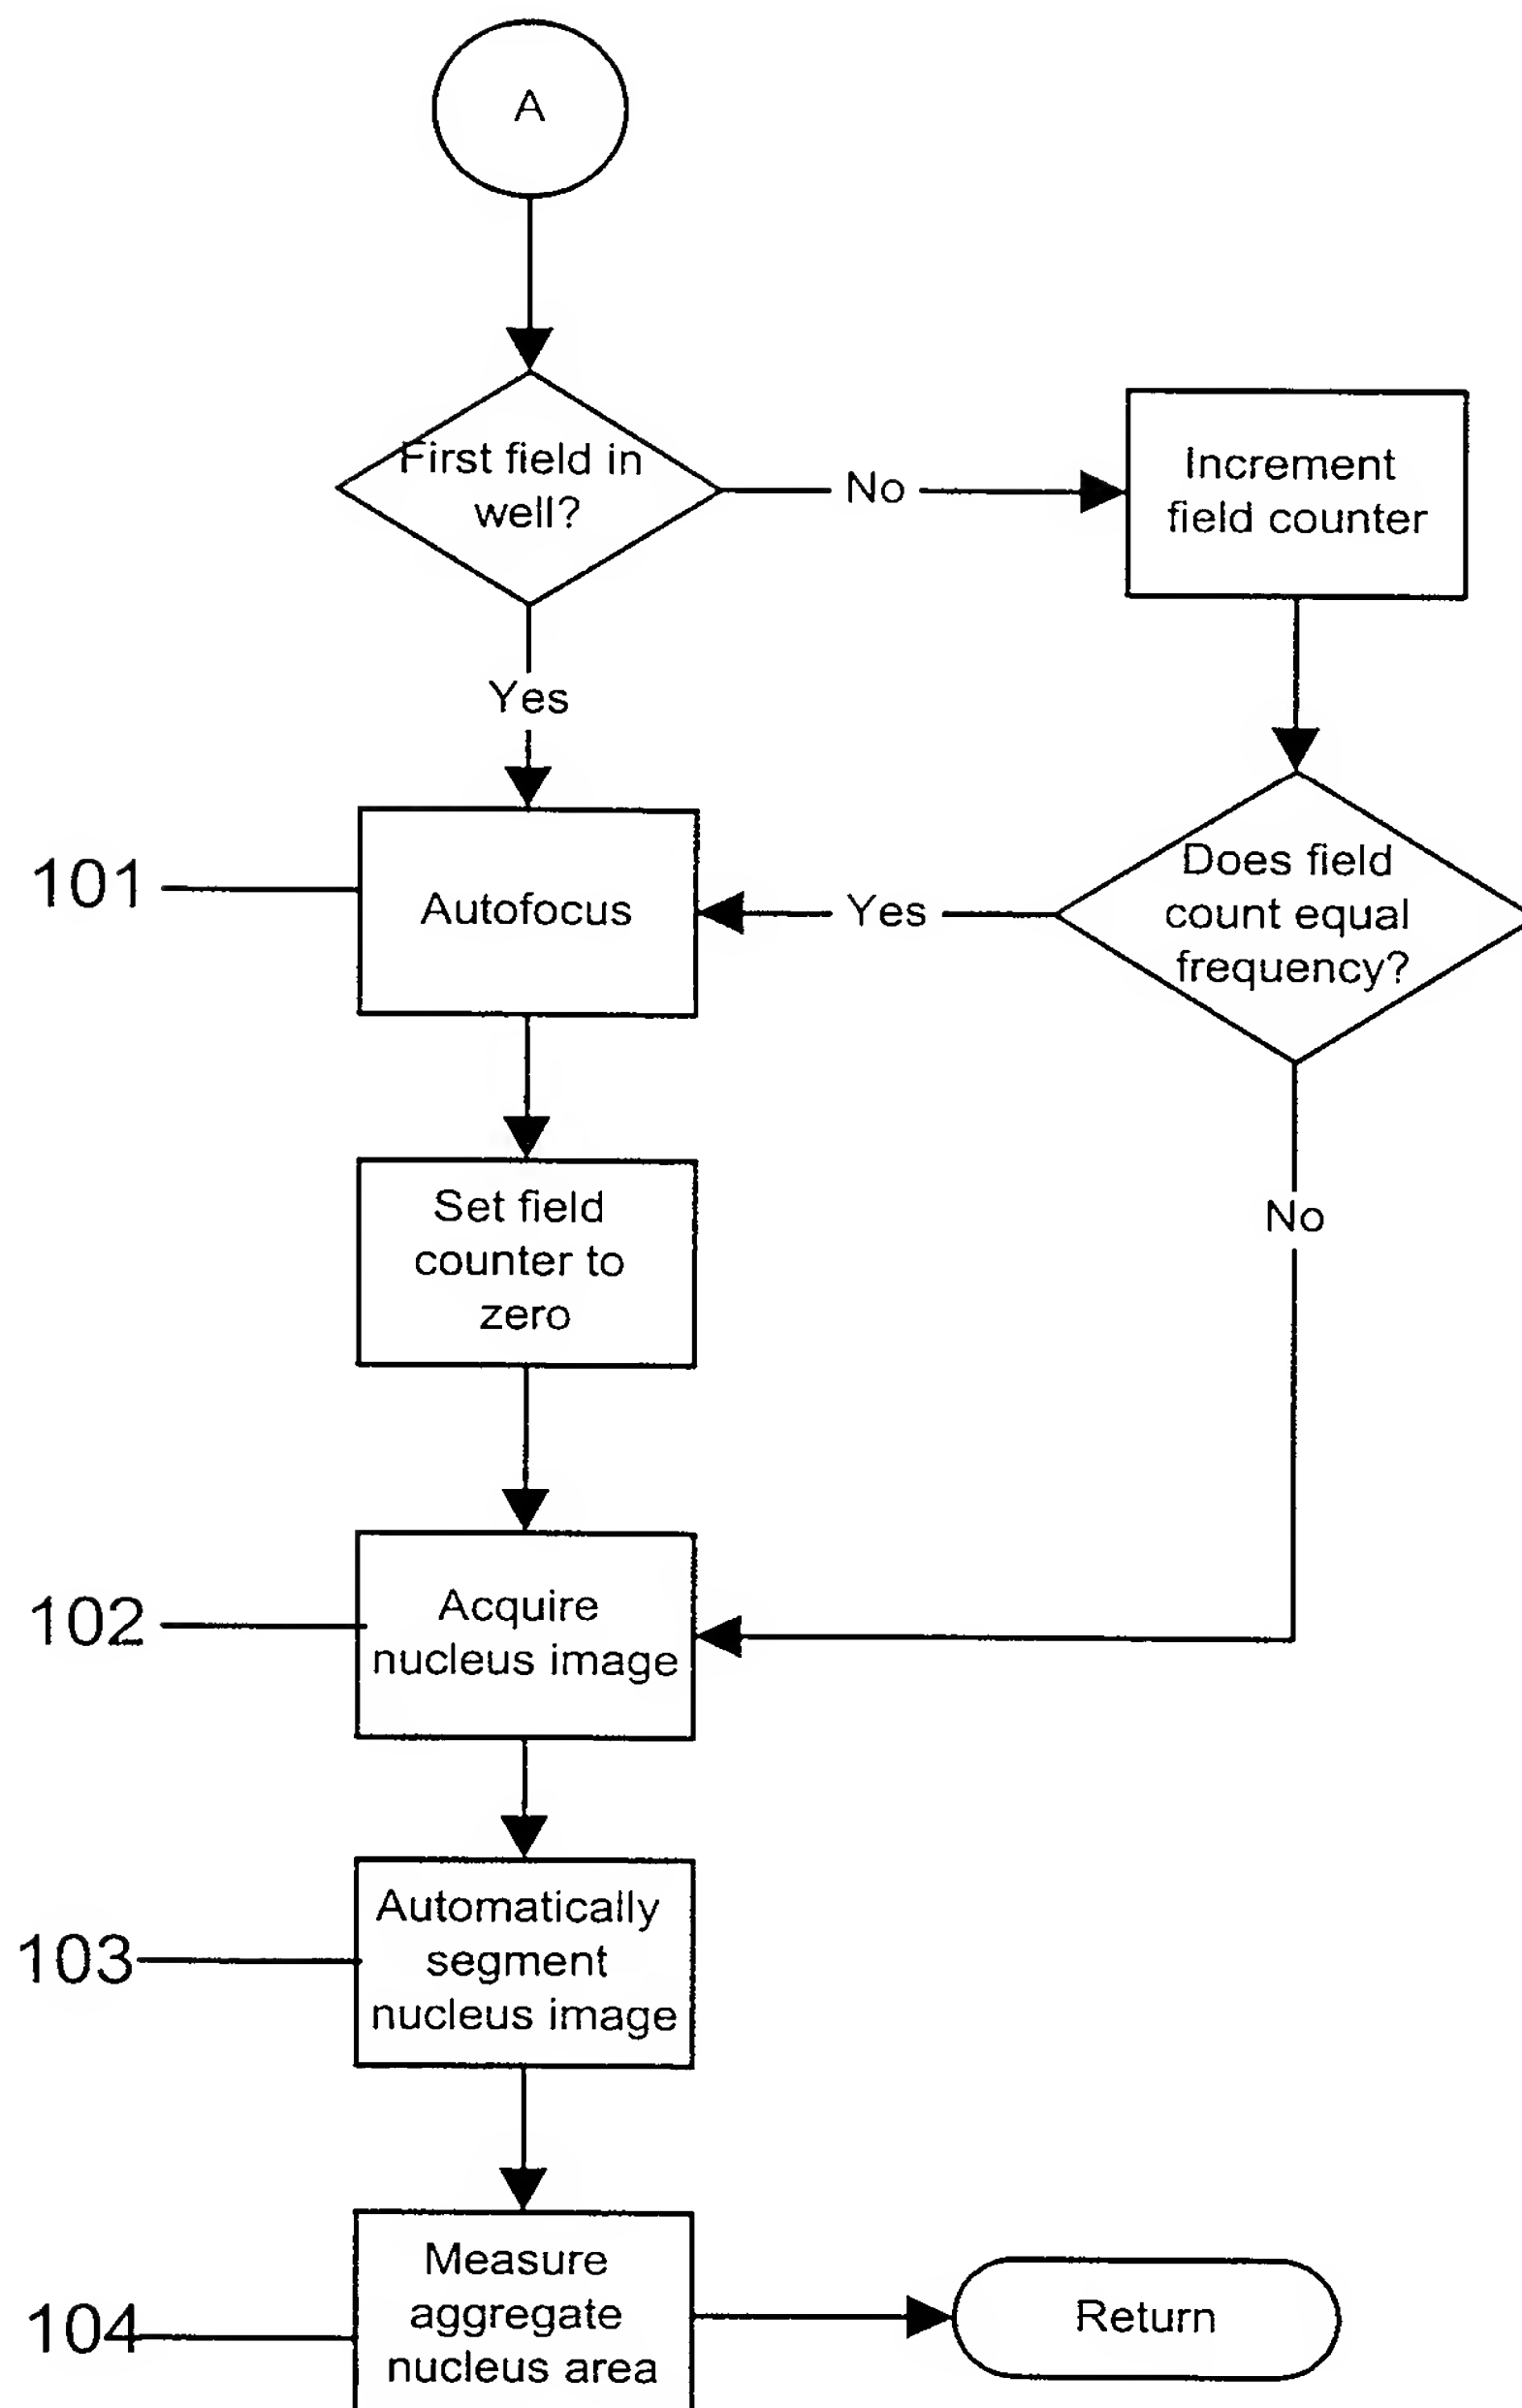 A
First field in
well?
No
Increment
field counter
Yes
101
Autofocus
Yes
Does field
count equal
frequency?
Set field
counter to
zero
No
102
Acquire
nucleus image
103
Automatically
segment
nucleus image
104
Measure
aggregate
nucleus area
Return